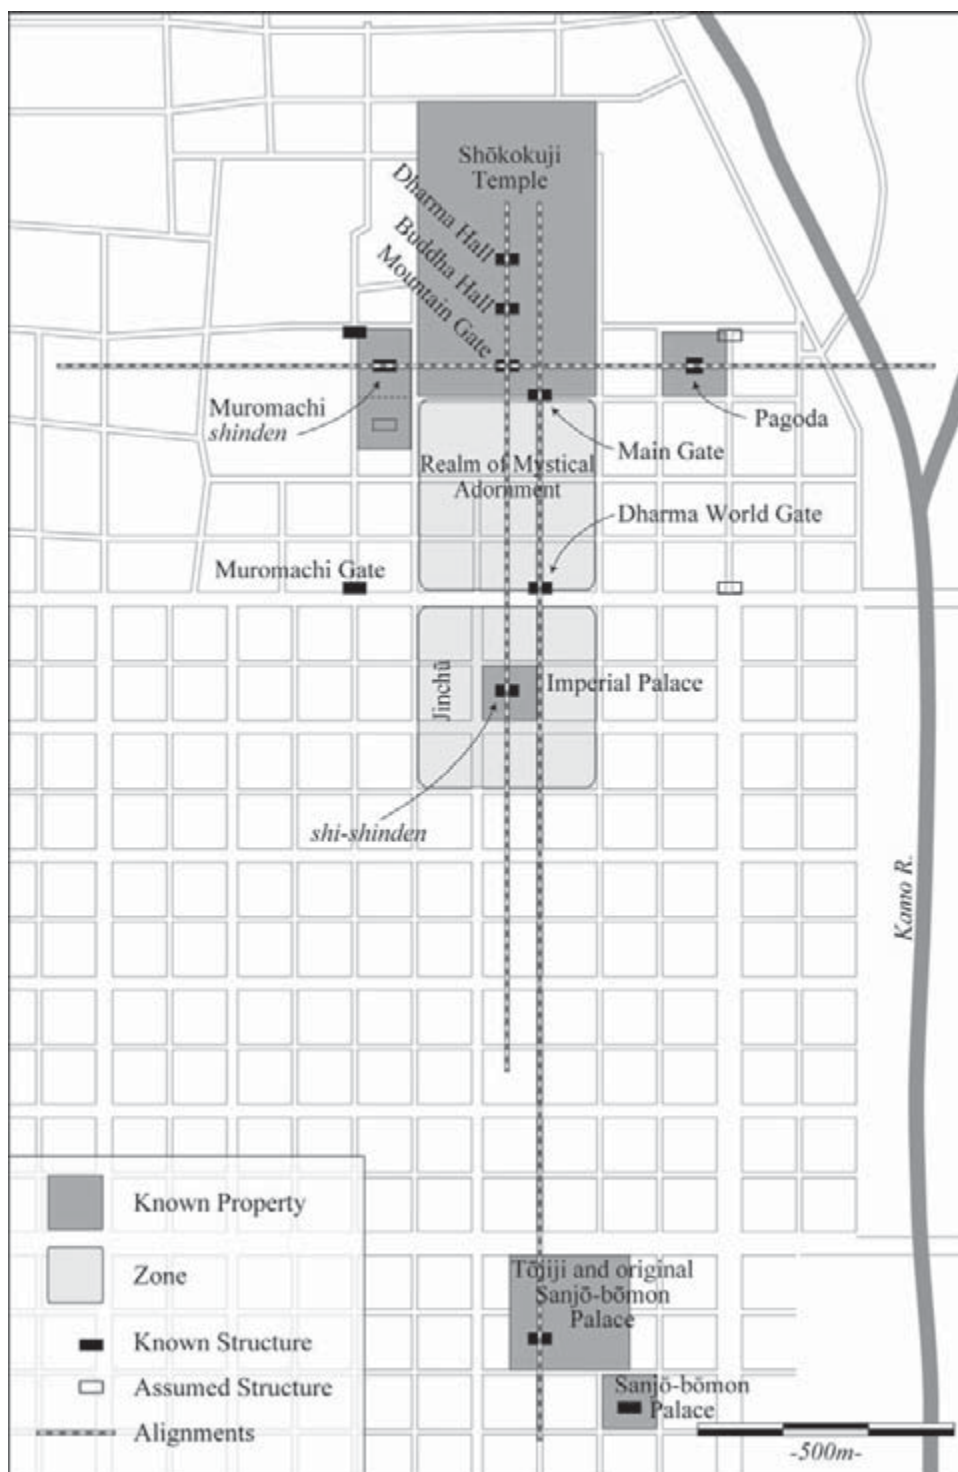 Shōkokuji
Temple
Dharma Hall
Buddha Hall
Mountain Gate
Muromachi
shinden
Pagoda
Main Gate
Realm of Mystical
Adornment
Dharma World Gate
Muromachi Gate
Jinchū
Imperial Palace
shi-shinden
Kamo R.
Known Property
Zone
Known Structure
Assumed Structure
Alignments
Tōjiji and original
Sanjō-bōmon
Palace
Sanjō-bōmon
Palace
-500m-